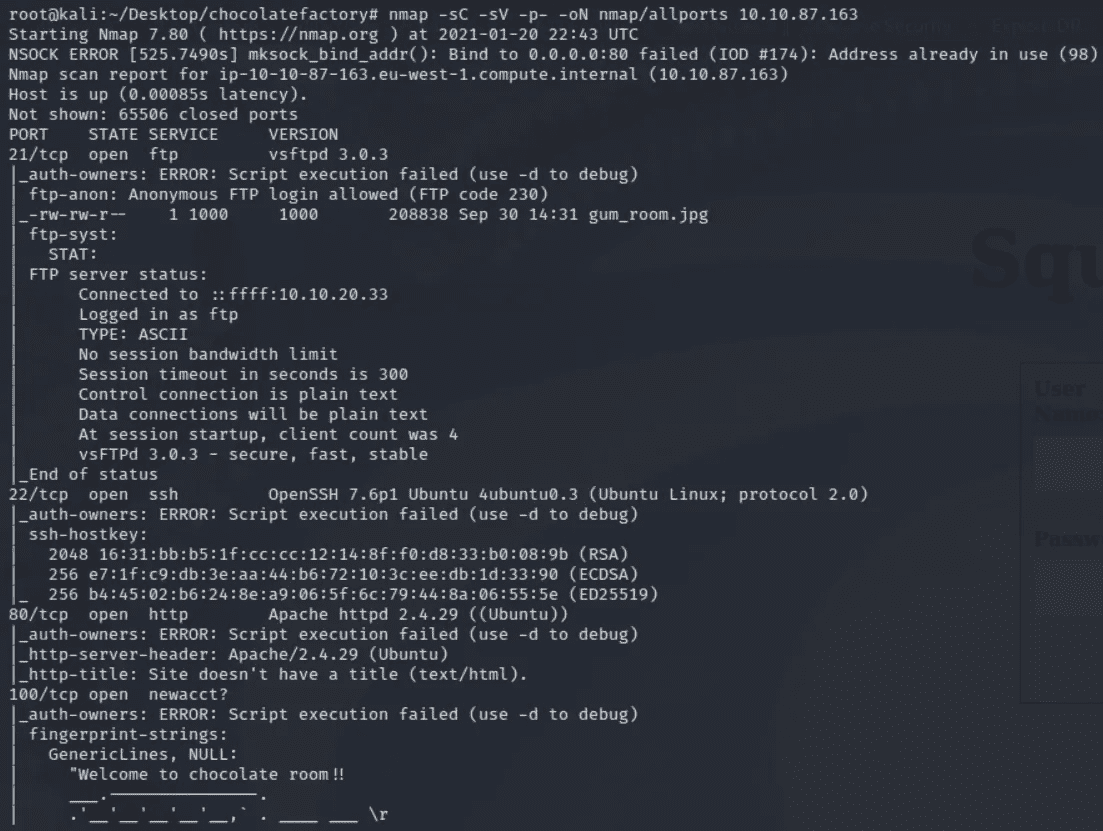 root@kali:~/Desktop/chocolatefactory# nmap -sC -sV -p- -oN nmap/allports 10.10.87.163
Starting Nmap 7.80 ( https://nmap.org ) at 2021-01-20 22:43 UTC
NSOCK ERROR [525.7490s] mksock_bind_addr(): Bind to 0.0.0.0:80 failed (IOD #174): Address already in use (98)
Nmap scan report for ip-10-10-87-163.eu-west-1.compute.internal (10.10.87.163)
Host is up (0.00085s latency).
Not shown: 65506 closed ports
PORT    STATE SERVICE     VERSION
21/tcp  open  ftp         vsftpd 3.0.3
|_auth-owners: ERROR: Script execution failed (use -d to debug)
| ftp-anon: Anonymous FTP login allowed (FTP code 230)
|_-rw-rw-r--    1 1000     1000       208838 Sep 30 14:31 gum_room.jpg
| ftp-syst:
|   STAT:
| FTP server status:
|      Connected to ::ffff:10.10.20.33
|      Logged in as ftp
|      TYPE: ASCII
|      No session bandwidth limit
|      Session timeout in seconds is 300
|      Control connection is plain text
|      Data connections will be plain text
|      At session startup, client count was 4
|      vsFTPd 3.0.3 - secure, fast, stable
|_End of status
22/tcp  open  ssh         OpenSSH 7.6p1 Ubuntu 4ubuntu0.3 (Ubuntu Linux; protocol 2.0)
|_auth-owners: ERROR: Script execution failed (use -d to debug)
| ssh-hostkey:
|   2048 16:31:bb:b5:1f:cc:cc:12:14:8f:f0:d8:33:b0:08:9b (RSA)
|   256 e7:1f:c9:db:3e:aa:44:b6:72:10:3c:ee:db:1d:33:90 (ECDSA)
|_  256 b4:45:02:b6:24:8e:a9:06:5f:6c:79:44:8a:06:55:5e (ED25519)
80/tcp  open  http        Apache httpd 2.4.29 ((Ubuntu))
|_auth-owners: ERROR: Script execution failed (use -d to debug)
|_http-server-header: Apache/2.4.29 (Ubuntu)
|_http-title: Site doesn't have a title (text/html).
100/tcp open  newacct?
|_auth-owners: ERROR: Script execution failed (use -d to debug)
| fingerprint-strings:
|   GenericLines, NULL:
|     "Welcome to chocolate room!!
|     ___.---------------.
|     .'__'__'__'__'__,` . ____ ___ \r
Squ
User
Passw